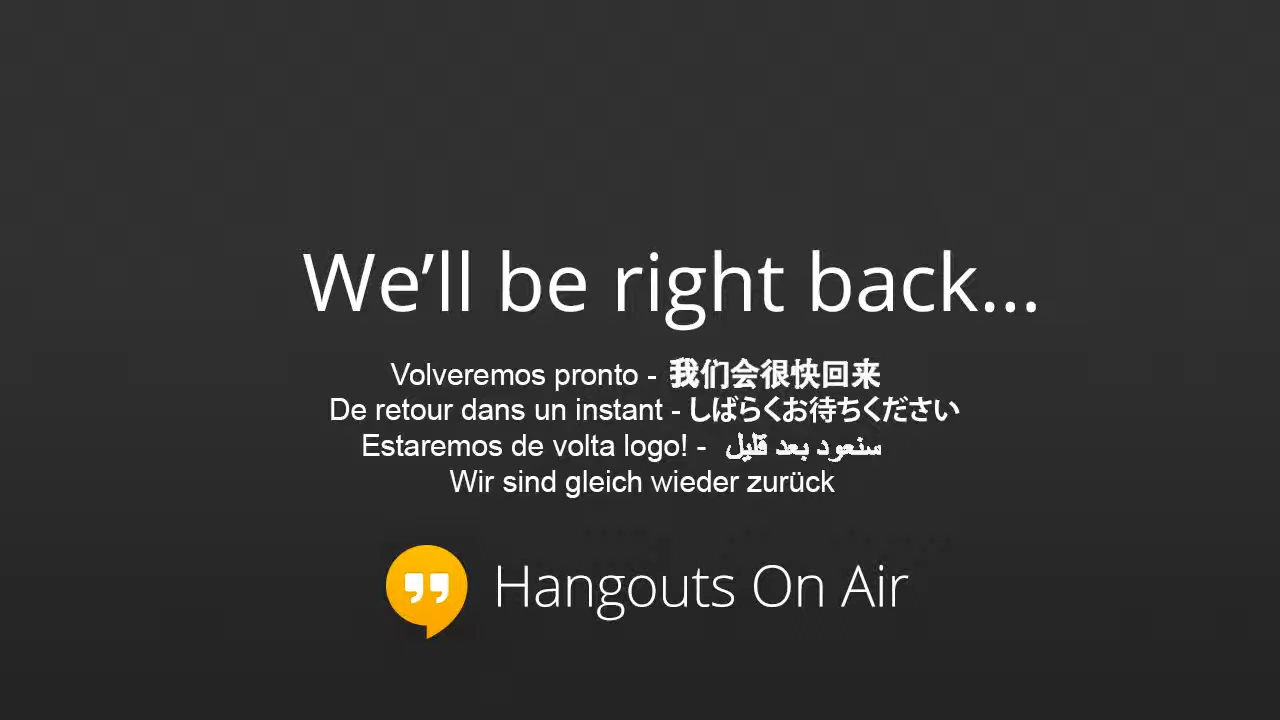 We’ll be right back...
Volveremos pronto - 我们会很快回来
De retour dans un instant - しばらくお待ちください
Estaremos de volta logo! - سنعود بعد قليل
Wir sind gleich wieder zurück
Hangouts On Air